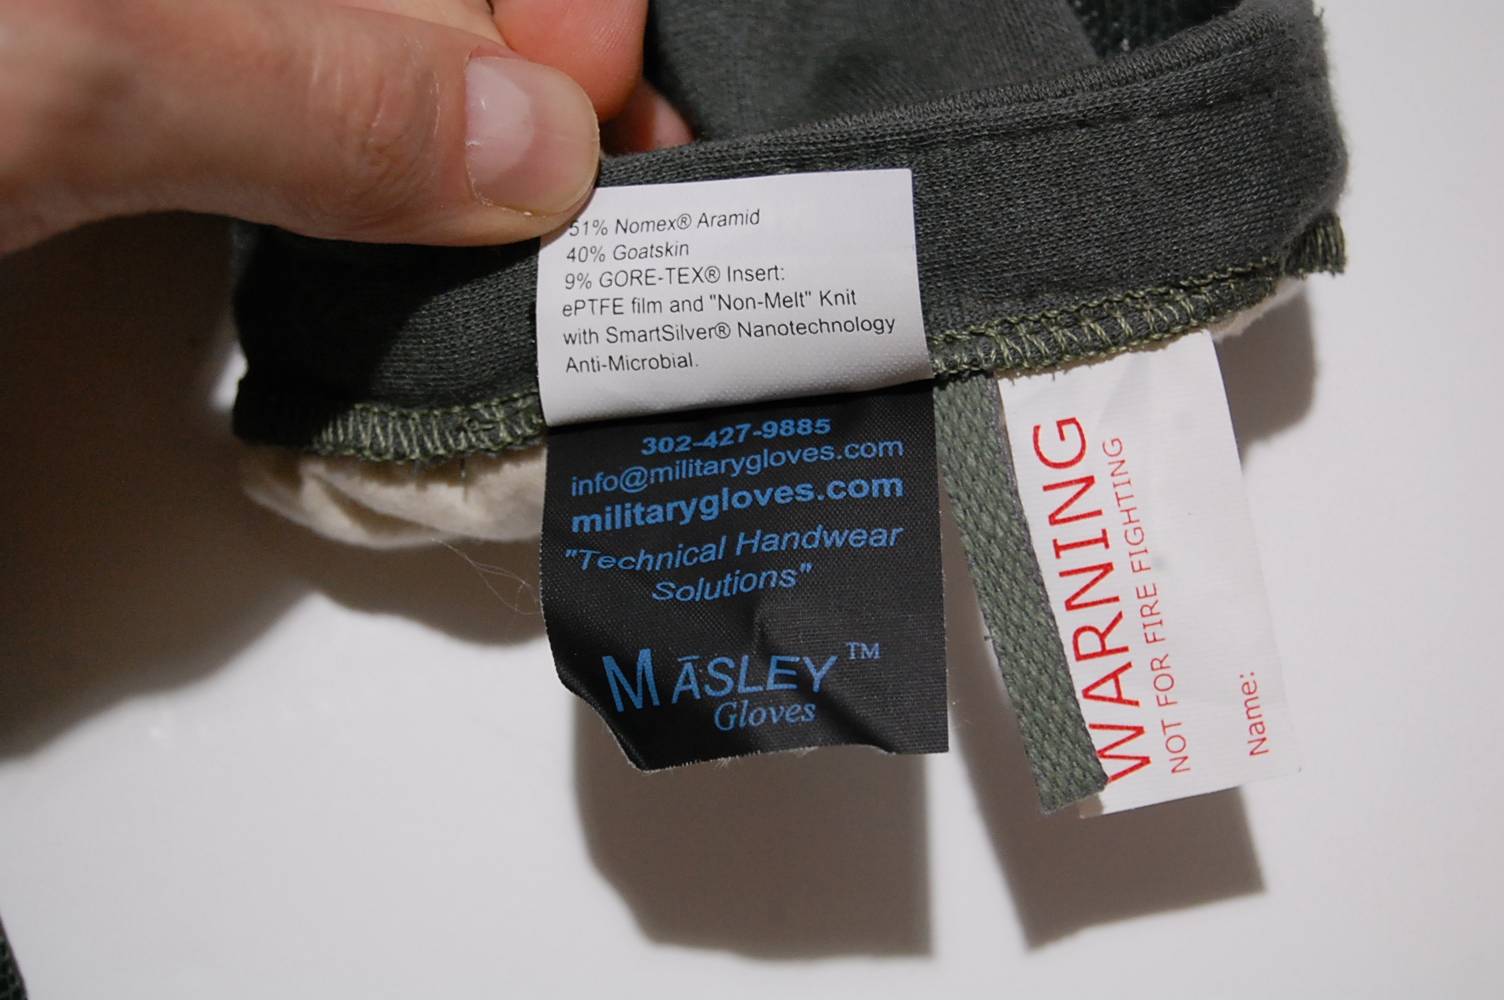 51% Nomex® Aramid
40% Goatskin
9% GORE-TEX® Insert:
ePTFE film and "Non-Melt" Knit
with SmartSilver® Nanotechnology
Anti-Microbial.
302-427-9885
info@militarygloves.com
militarygloves.com
"Technical Handwear
Solutions"
MĀSLEY™
Gloves
WARNING
NOT FOR FIRE FIGHTING
Name: